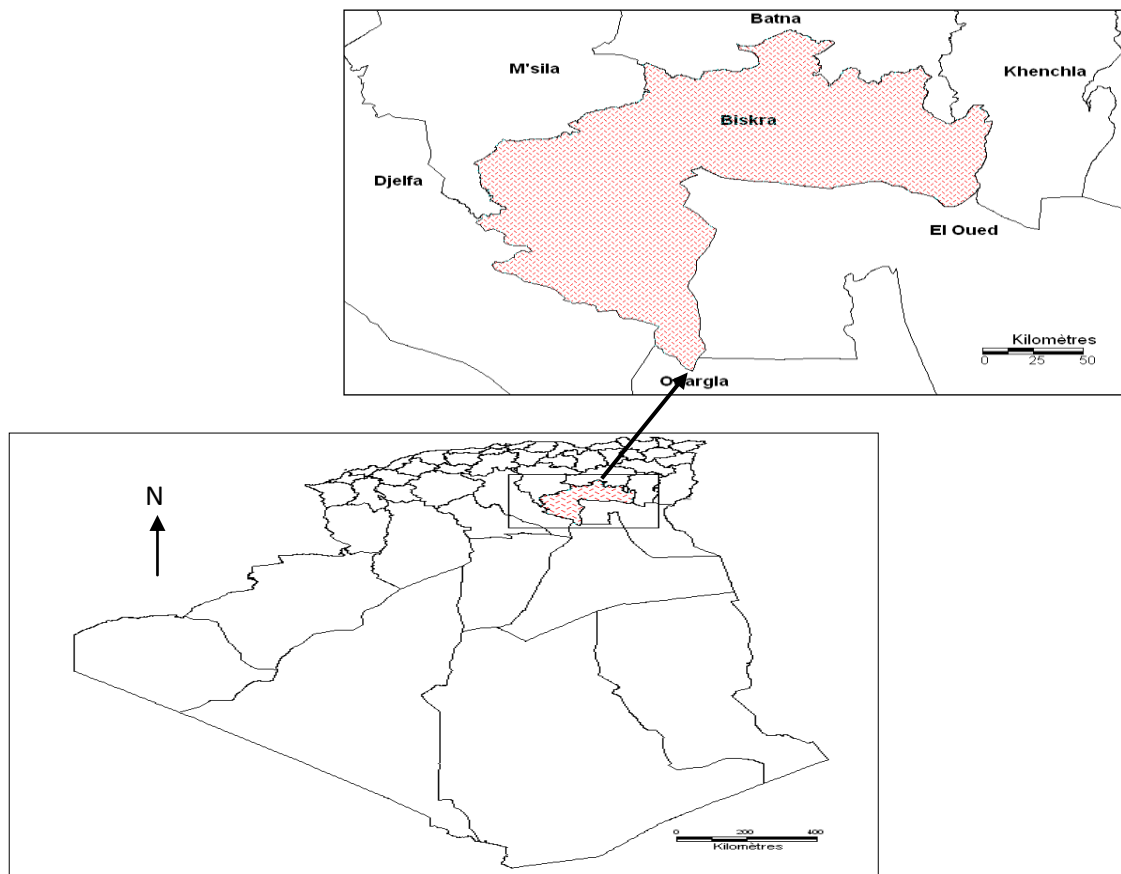 Batna
M'sila
Khenchla
Biskra
Djelfa
El Oued
Kilomètres
0 25 50
Ouargla
N
0 200 400
Kilomètres